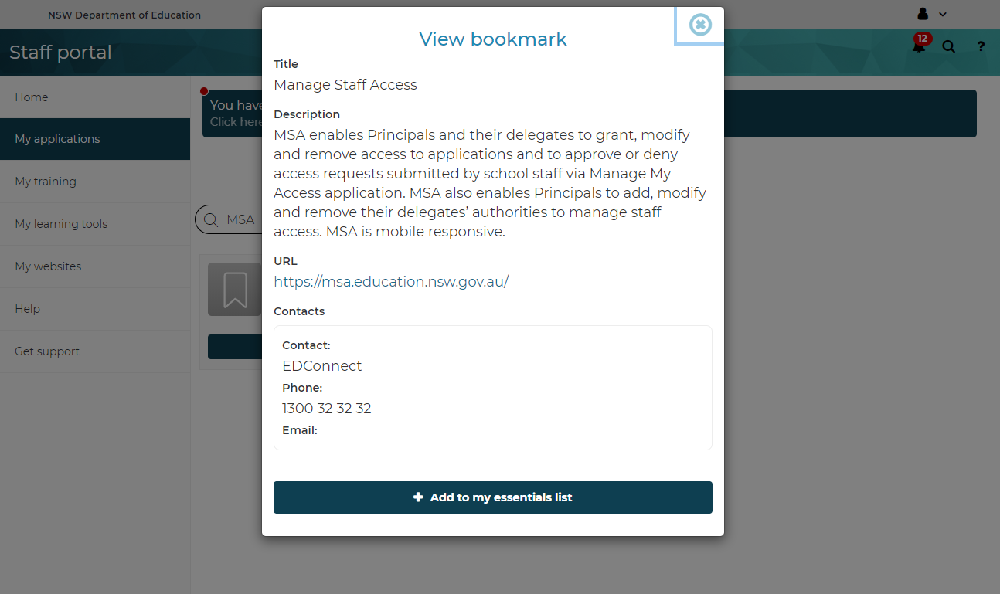 NSW Department of Education
Staff portal
12
?
Home
My applications
My training
My learning tools
My websites
Help
Get support
You have
Click here
MSA
View bookmark
Title
Manage Staff Access
Description
MSA enables Principals and their delegates to grant, modify
and remove access to applications and to approve or deny
access requests submitted by school staff via Manage My
Access application. MSA also enables Principals to add, modify
and remove their delegates’ authorities to manage staff
access. MSA is mobile responsive.
URL
https://msa.education.nsw.gov.au/
Contacts
Contact:
EDConnect
Phone:
1300 32 32 32
Email:
Add to my essentials list